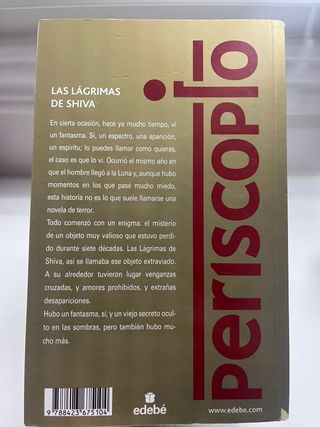 LAS LÁGRIMAS
DE SHIVA
En cierta ocasión, hace ya mucho tiempo, vi
un fantasma. Sí, un espectro, una aparición,
un espíritu; lo puedes llamar como quieras,
el caso es que lo vi. Ocurrió el mismo año en
que el hombre llegó a la Luna y, aunque hubo
momentos en los que pasé mucho miedo,
esta historia no es lo que suele llamarse una
novela de terror.
Todo comenzó con un enigma: el misterio
de un objeto muy valioso que estuvo perdi-
do durante siete décadas. Las Lágrimas de
Shiva, así se llamaba ese objeto extraviado.
A su alrededor tuvieron lugar venganzas
cruzadas, y amores prohibidos, y extrañas
desapariciones.
Hubo un fantasma, sí, y un viejo secreto ocul-
to en las sombras, pero también hubo mu-
cho más.
periscopio
9 788423 675104
edebé
www.edebe.com